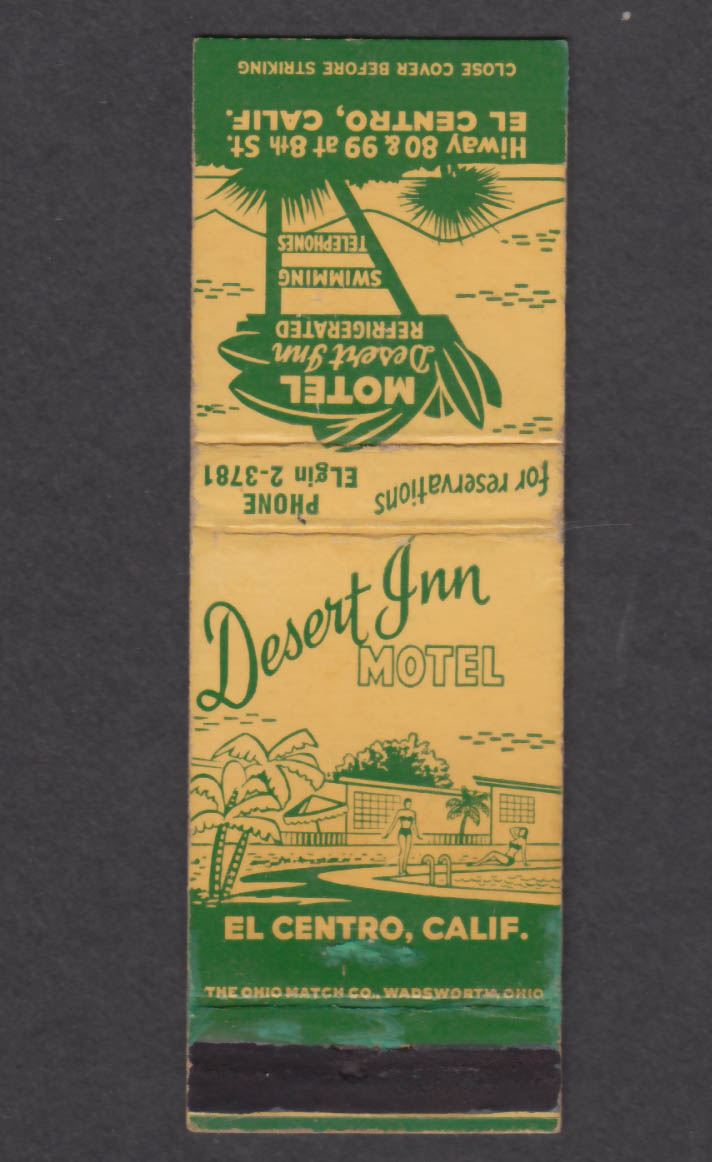 CLOSE COVER BEFORE STRIKING
Hiway 80 & 99 at 8th St.
EL CENTRO, CALIF.
MOTEL
Desert Inn
REFRIGERATED
SWIMMING
TELEPHONES
for reservations
PHONE
ELgin 2-3781
Desert Inn
MOTEL
EL CENTRO, CALIF.
THE OHIO MATCH CO., WADSWORTH, OHIO